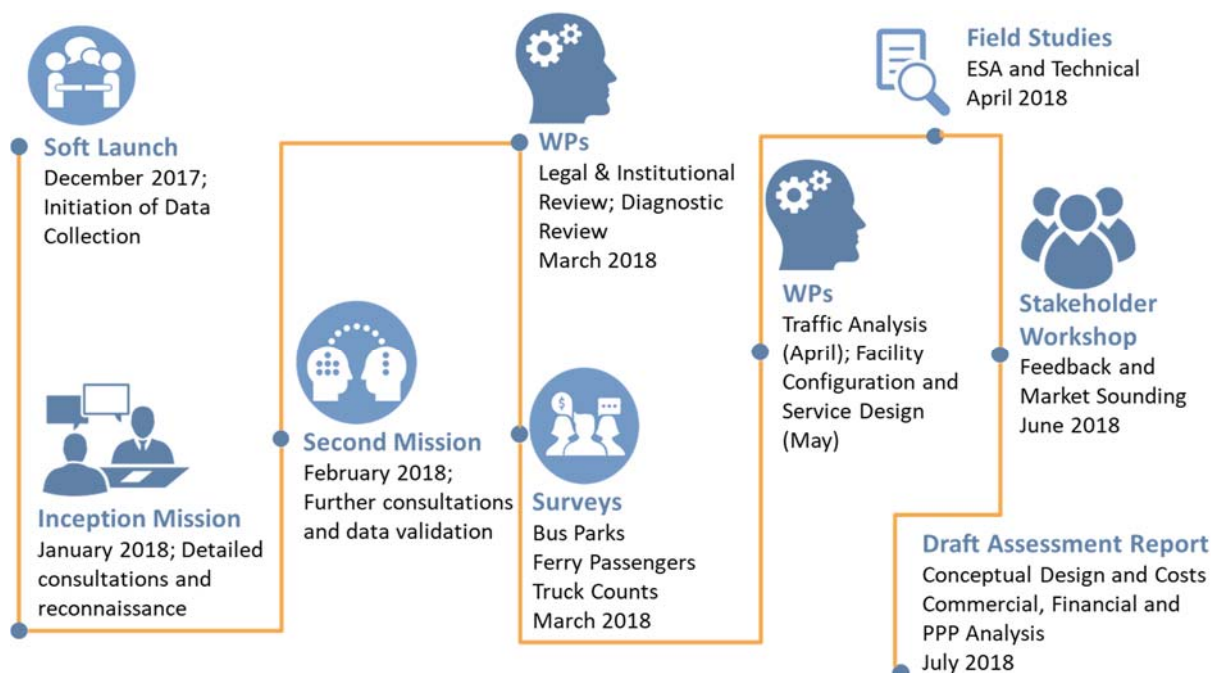 Soft Launch
December 2017;
Initiation of Data
Collection
Inception Mission
January 2018; Detailed
consultations and
reconnaissance
Second Mission
February 2018;
Further consultations
and data validation
WPs
Legal & Institutional
Review; Diagnostic
Review
March 2018
$
Surveys
Bus Parks
Ferry Passengers
Truck Counts
March 2018
WPs
Traffic Analysis
(April); Facility
Configuration and
Service Design
(May)
Field Studies
ESA and Technical
April 2018
Stakeholder
Workshop
Feedback and
Market Sounding
June 2018
Draft Assessment Report
Conceptual Design and Costs
Commercial, Financial and
PPP Analysis
July 2018